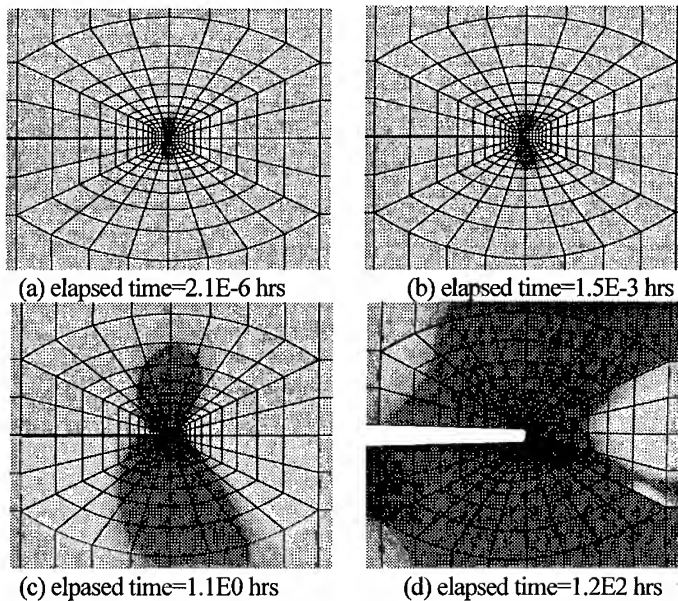 (a) elapsed time=2.1E-6 hrs
(b) elapsed time=1.5E-3 hrs
(c) elpased time=1.1E0 hrs
(d) elapsed time=1.2E2 hrs